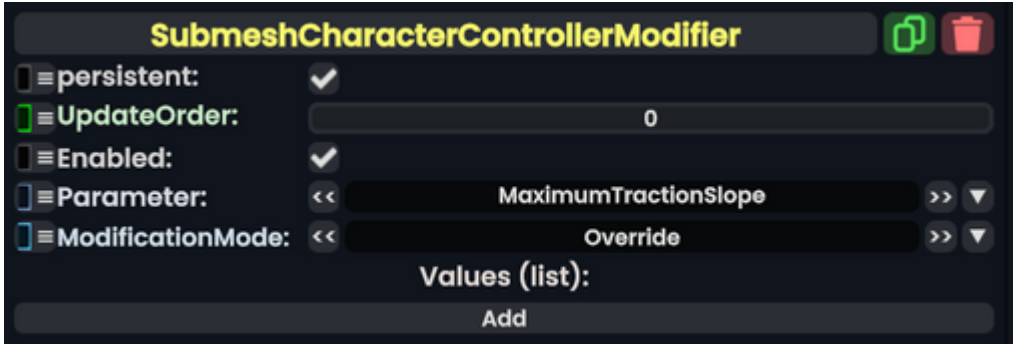 SubmeshCharacterControllerModifier
persistent:
UpdateOrder: 0
Enabled:
Parameter: << MaximumTractionSlope >>
ModificationMode: << Override >>
Values (list):
Add